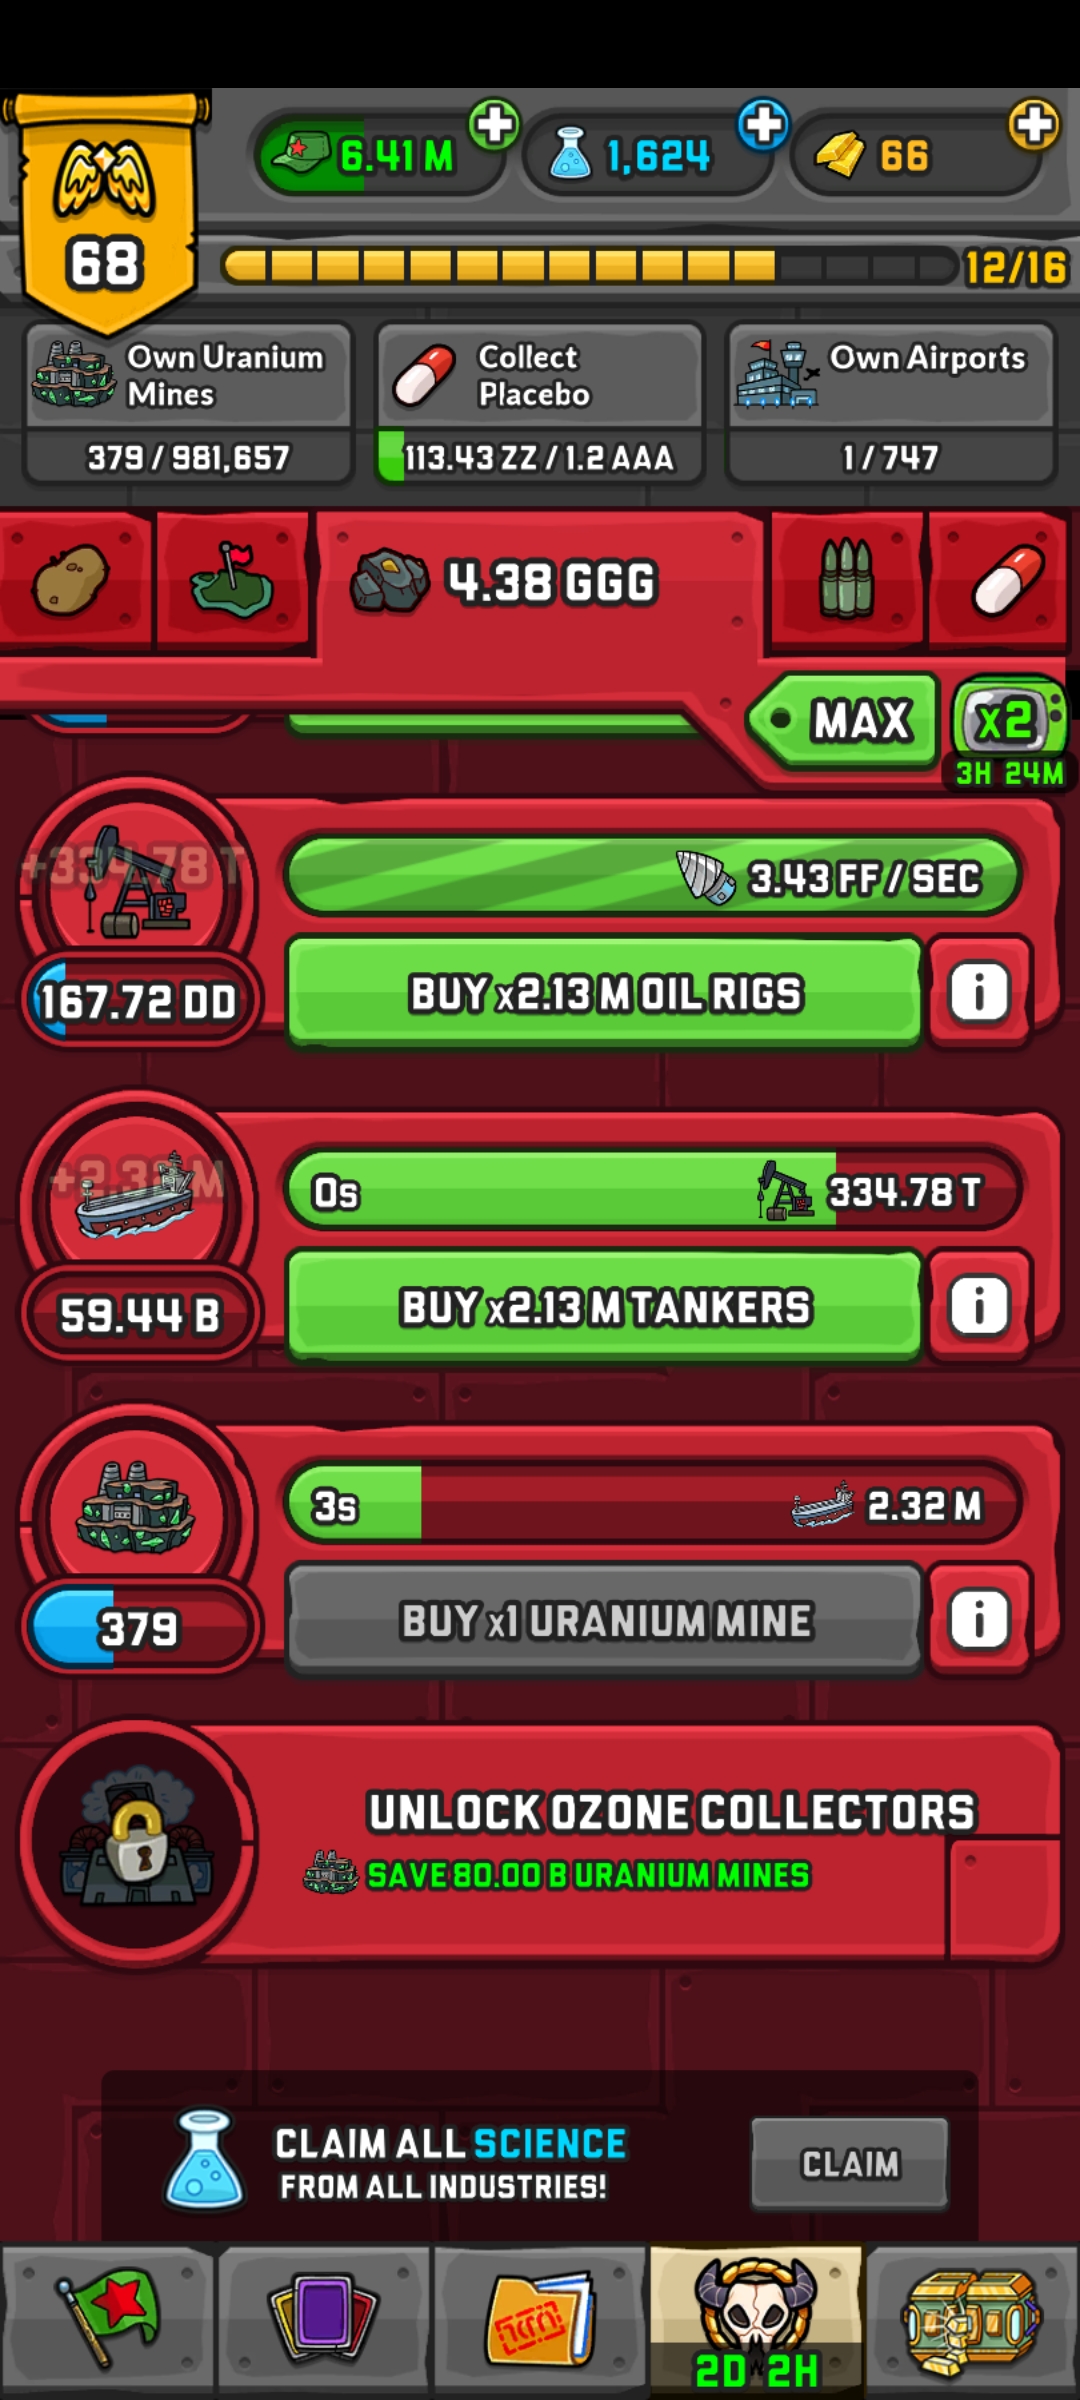 6.41 M
1,624
66
68
12/16
Own Uranium
Mines
379 / 981,657
Collect
Placebo
113.43 ZZ / 1.2 AAA
Own Airports
1 / 747
4.38 GGG
MAX
x2
3H 24M
+334.78 T
3.43 FF / SEC
167.72 DD
BUY x2.13 M OIL RIGS
+2.32 M
0s
334.78 T
59.44 B
BUY x2.13 M TANKERS
3s
2.32 M
379
BUY x1 URANIUM MINE
UNLOCK OZONE COLLECTORS
SAVE 80.00 B URANIUM MINES
CLAIM ALL SCIENCE
FROM ALL INDUSTRIES!
CLAIM
2D 2H